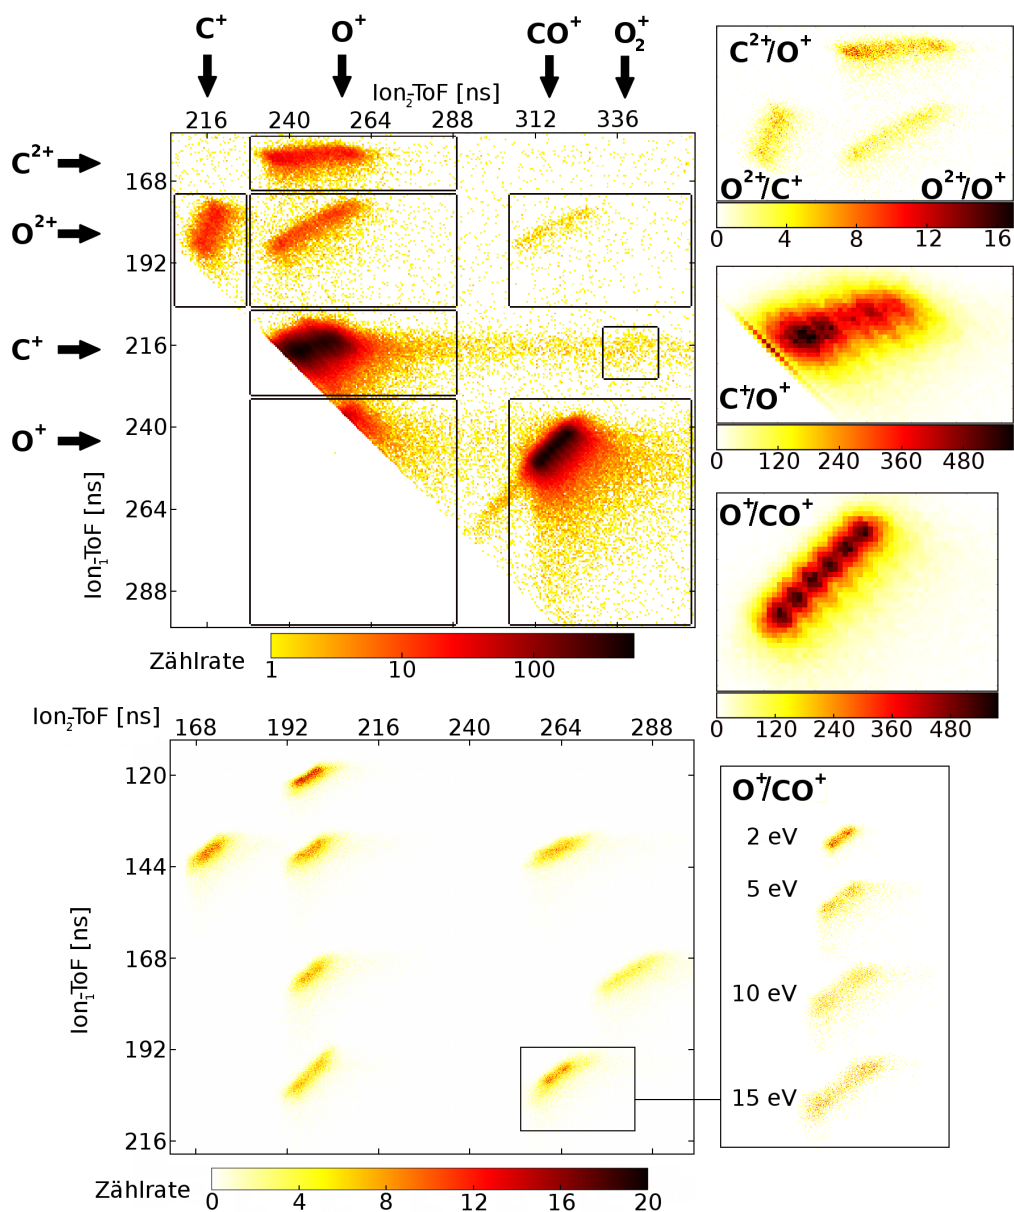 C⁺ O⁺ CO⁺ O₂⁺
Ion₂-ToF [ns]
216 240 264 288 312 336
C²⁺
O²⁺
C⁺
O⁺
168
192
216
240
264
288
Ion₁-ToF [ns]
Zählrate
1 10 100
C²⁺/O⁺
O²⁺/C⁺ O²⁺/O⁺
0 4 8 12 16
C⁺/O⁺
0 120 240 360 480
O⁺/CO⁺
0 120 240 360 480
Ion₂-ToF [ns]
168 192 216 240 264 288
120
144
168
192
216
Ion₁-ToF [ns]
Zählrate
0 4 8 12 16 20
O⁺/CO⁺
2 eV
5 eV
10 eV
15 eV